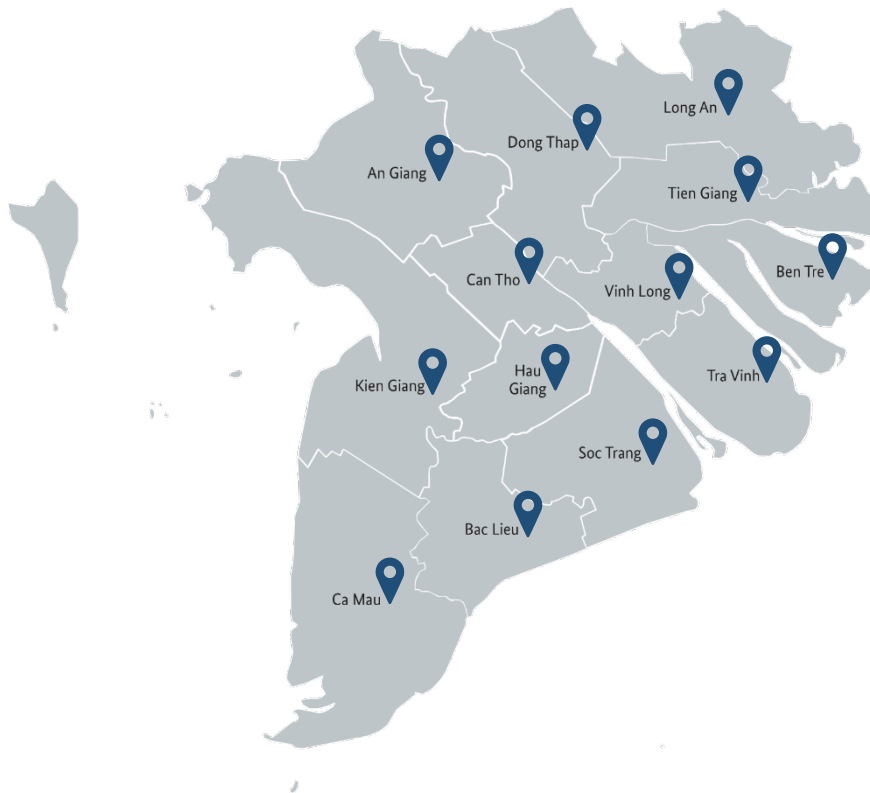 Long An
Dong Thap
An Giang
Tien Giang
Ben Tre
Can Tho
Vinh Long
Hau
Giang
Tra Vinh
Kien Giang
Soc Trang
Bac Lieu
Ca Mau